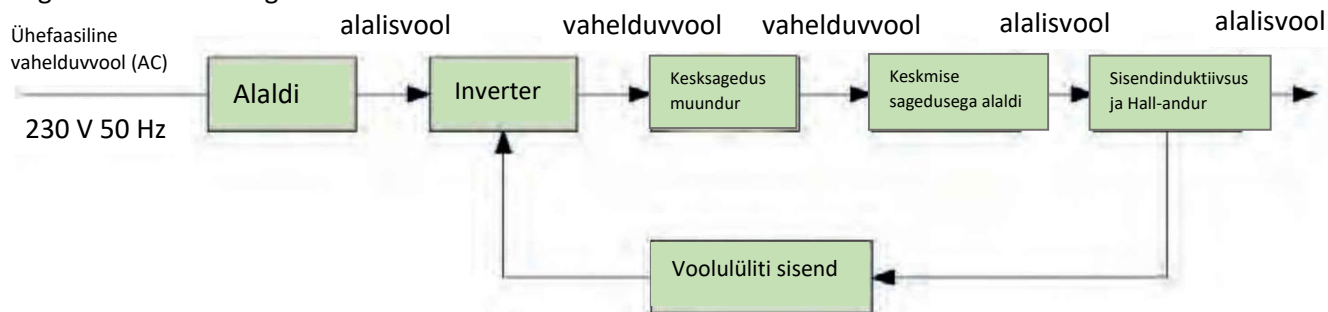 alalisvool vahelduvvool vahelduvvool alalisvool alalisvool
Ühefaasiline
vahelduvvool (AC)
230 V 50 Hz
Alaldi
Inverter
Kesksagedus
muundur
Keskmise
sagedusega alaldi
Sisendinduktiivsus
ja Hall-andur
Voolulüliti sisend